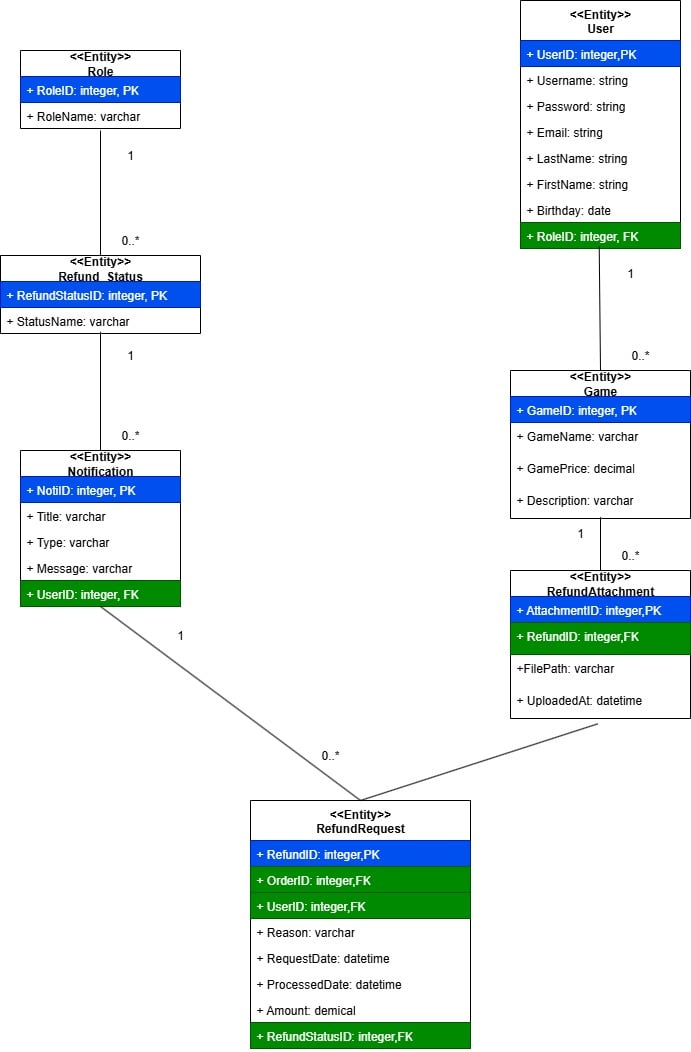 <<Entity>>
User
+ UserID: integer,PK
+ Username: string
+ Password: string
+ Email: string
+ LastName: string
+ FirstName: string
+ Birthday: date
+ RoleID: integer, FK
<<Entity>>
Role
+ RoleID: integer, PK
+ RoleName: varchar
1
0..*
<<Entity>>
Refund_Status
+ RefundStatusID: integer, PK
+ StatusName: varchar
1
0..*
1
0..*
<<Entity>>
Game
+ GameID: integer, PK
+ GameName: varchar
+ GamePrice: decimal
+ Description: varchar
<<Entity>>
Notification
+ NotiID: integer, PK
+ Title: varchar
+ Type: varchar
+ Message: varchar
+ UserID: integer, FK
1
0..*
<<Entity>>
RefundAttachment
+ AttachmentID: integer,PK
+ RefundID: integer,FK
+FilePath: varchar
+ UploadedAt: datetime
1
0..*
<<Entity>>
RefundRequest
+ RefundID: integer,PK
+ OrderID: integer,FK
+ UserID: integer,FK
+ Reason: varchar
+ RequestDate: datetime
+ ProcessedDate: datetime
+ Amount: demical
+ RefundStatusID: integer,FK